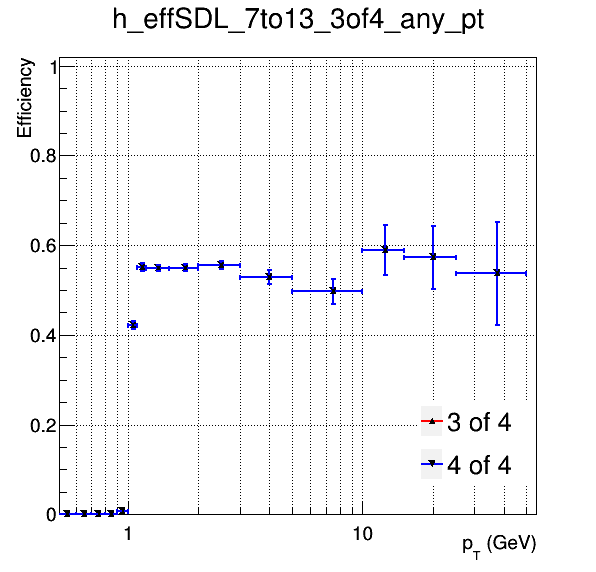 h_effSDL_7to13_3of4_any_pt
Efficiency
1
0.8
0.6
0.4
0.2
0
3 of 4
4 of 4
1
10
p_T (GeV)